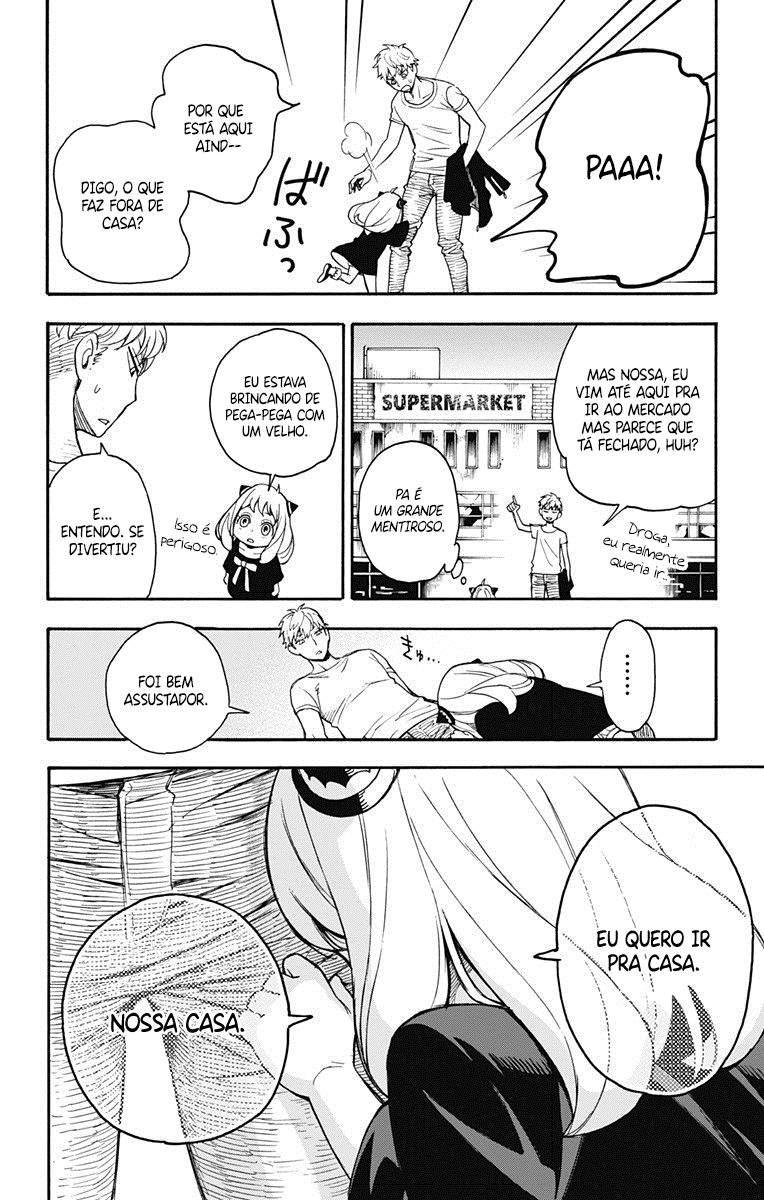 PAAA!
POR QUE
ESTÁ AQUI
AIND--
DIGO, O QUE
FAZ FORA DE
CASA?
ばふっ
MAS NOSSA, EU
VIM ATÉ AQUI PRA
IR AO MERCADO
MAS PARECE QUE
TÁ FECHADO, HUH?
SUPERMARKET
PA É
UM GRANDE
MENTIROSO.
Droga,
eu realmente
queria ir...
EU ESTAVA
BRINCANDO DE
PEGA-PEGA COM
UM VELHO.
Isso é
perigoso.
E...
ENTENDO. SE
DIVERTIU?
......
きゅ...
FOI BEM
ASSUSTADOR.
EU QUERO IR
PRA CASA.
NOSSA CASA.